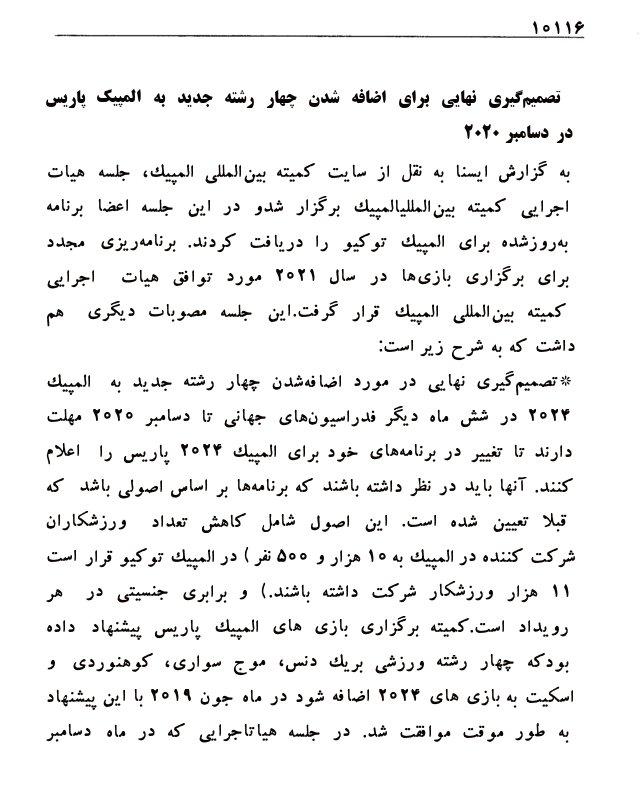 ۱۰۱۱۶
تصمیم‌گیری نهایی برای اضافه شدن چهار رشته جدید به المپیک پاریس
در دسامبر ۲۰۲۰
به گزارش ایسنا به نقل از سایت کمیته بین‌المللی المپیک، جلسه هیات
اجرایی کمیته بین‌المللیالمپیک برگزار شدو در این جلسه اعضا برنامه
به‌روزشده برای المپیک توکیو را دریافت کردند. برنامه‌ریزی مجدد
برای برگزاری بازی‌ها در سال ۲۰۲۱ مورد توافق هیات اجرایی
کمیته بین‌المللی المپیک قرار گرفت.این جلسه مصوبات دیگری هم
داشت که به شرح زیر است:
*تصمیم‌گیری نهایی در مورد اضافه‌شدن چهار رشته جدید به المپیک
۲۰۲۴ در شش ماه دیگر فدراسیون‌های جهانی تا دسامبر ۲۰۲۰ مهلت
دارند تا تغییر در برنامه‌های خود برای المپیک ۲۰۲۴ پاریس را اعلام
کنند. آنها باید در نظر داشته باشند که برنامه‌ها بر اساس اصولی باشد که
قبلا تعیین شده است. این اصول شامل کاهش تعداد ورزشکاران
شرکت کننده در المپیک به ۱۰ هزار و ۵۰۰ نفر ) در المپیک توکیو قرار است
۱۱ هزار ورزشکار شرکت داشته باشند.) و برابری جنسیتی در هر
رویداد است.کمیته برگزاری بازی های المپیک پاریس پیشنهاد داده
بودکه چهار رشته ورزشی بریک دنس، موج سواری، کوهنوردی و
اسکیت به بازی های ۲۰۲۴ اضافه شود در ماه جون ۲۰۱۹ با این پیشنهاد
به طور موقت موافقت شد. در جلسه هیاتاجرایی که در ماه دسامبر